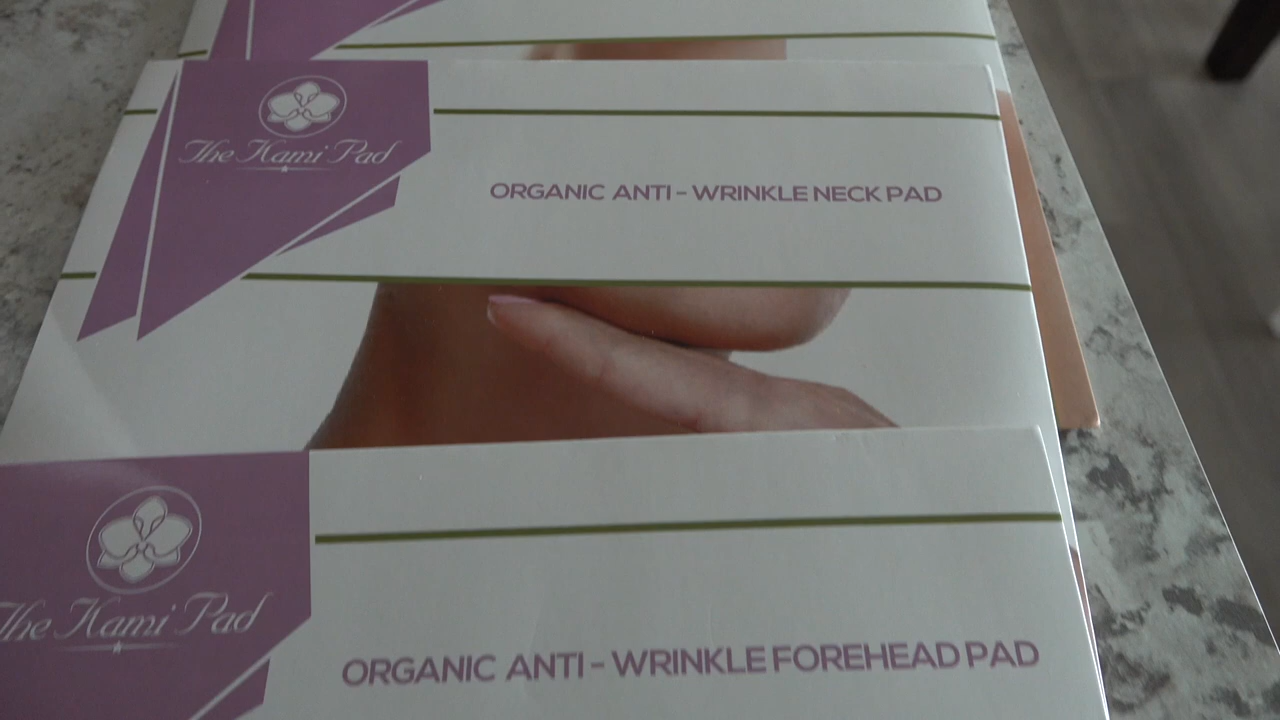 The Kami Pad
ORGANIC ANTI - WRINKLE NECK PAD
The Kami Pad
ORGANIC ANTI - WRINKLE FOREHEAD PAD